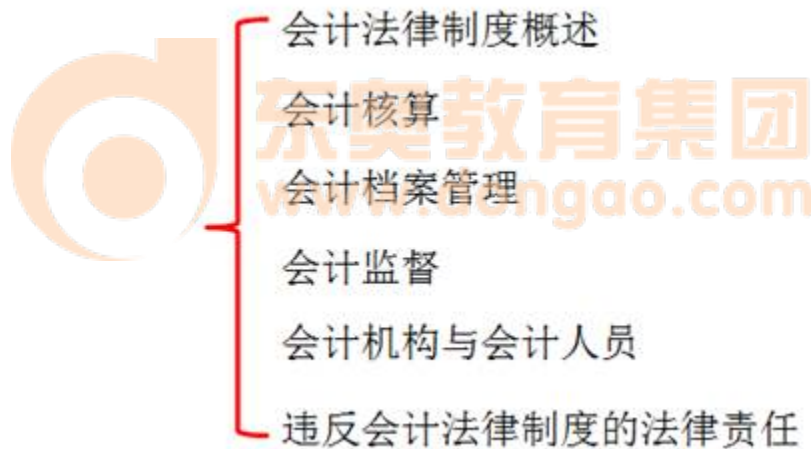 会计法律制度概述
东奥教育集团
会计核算
会计档案管理
www.dongao.com
会计监督
会计机构与会计人员
违反会计法律制度的法律责任